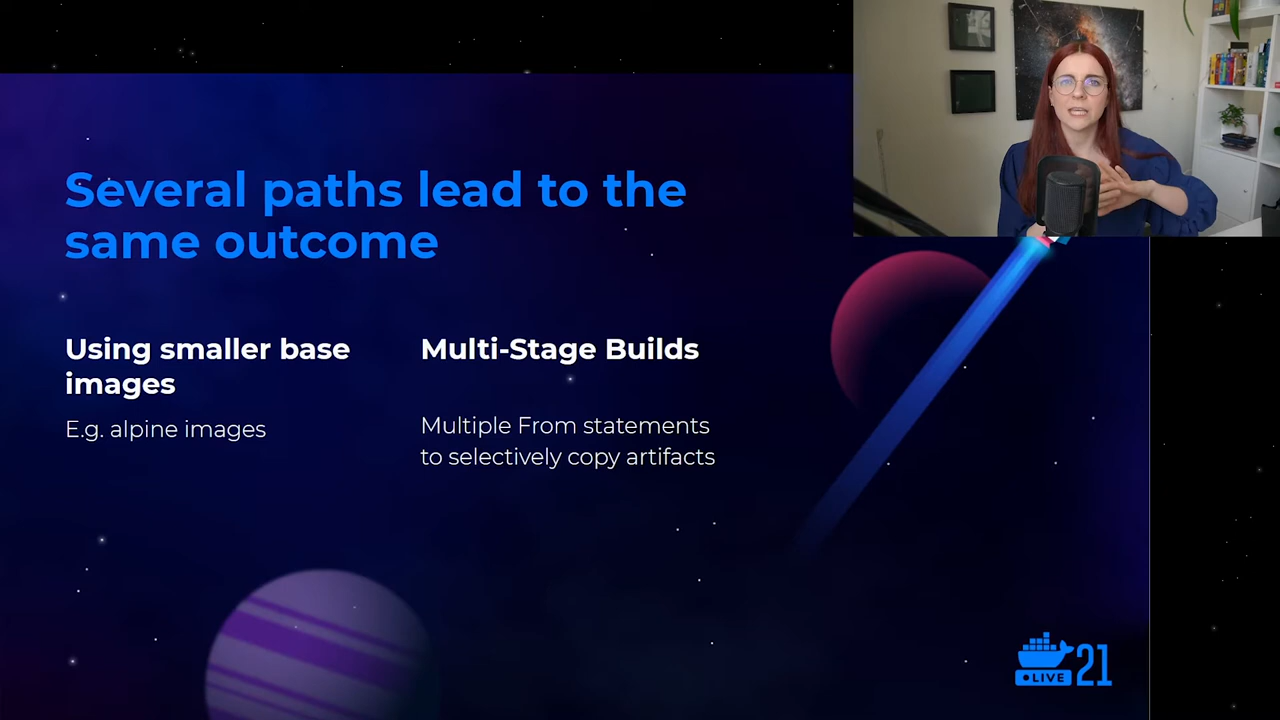 Several paths lead to the
same outcome
Using smaller base
images
E.g. alpine images
Multi-Stage Builds
Multiple From statements
to selectively copy artifacts
LIVE
21